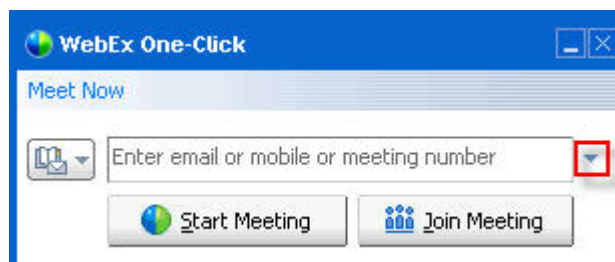 WebEx One-Click
Meet Now
Enter email or mobile or meeting number
Start Meeting Join Meeting